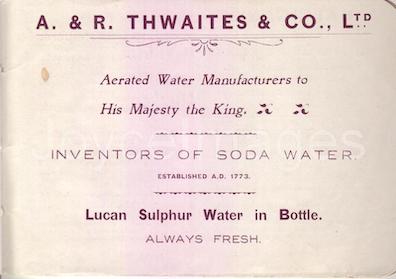 A. & R. THWAITES & CO., LTD
Aerated Water Manufacturers to
His Majesty the King.
INVENTORS OF SODA WATER.
ESTABLISHED A.D. 1773.
Lucan Sulphur Water in Bottle.
ALWAYS FRESH.